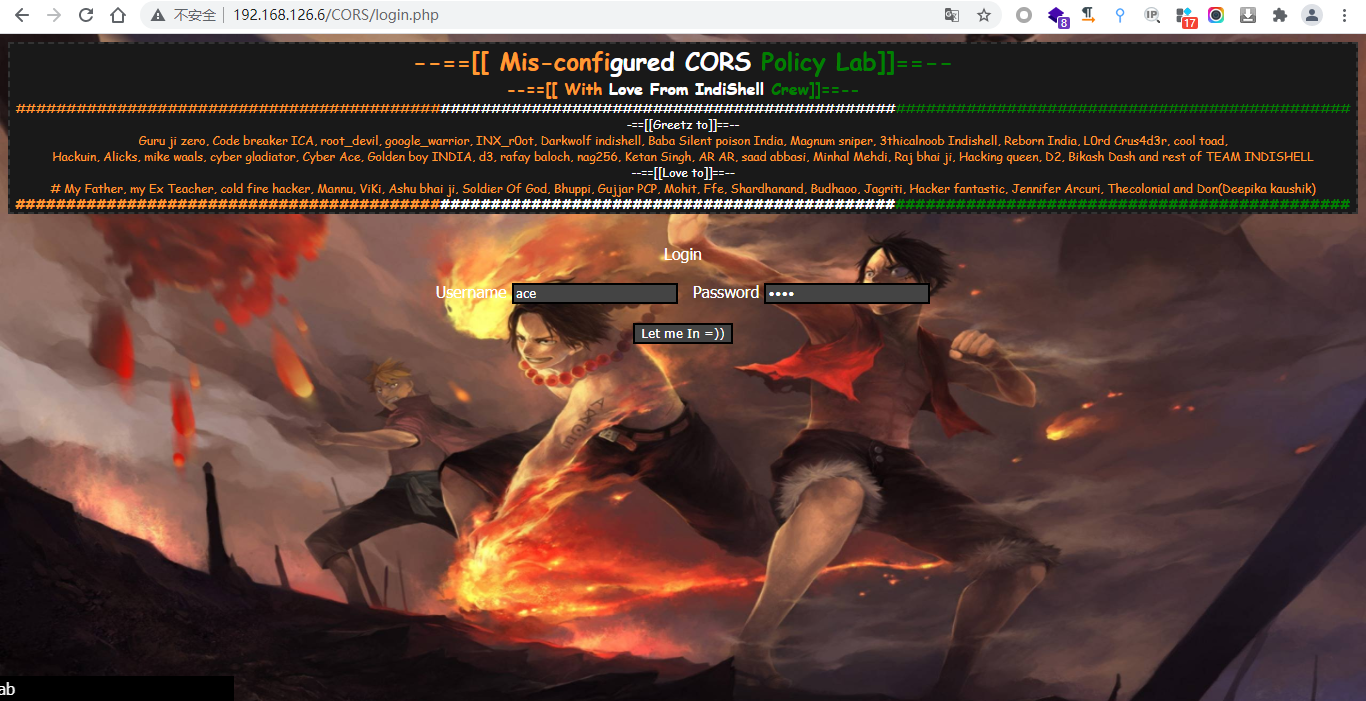 不安全 192.168.126.6/CORS/login.php
8
IP
17
--==[[ Mis-configured CORS Policy Lab]]==--
--==[[ With Love From IndiShell Crew]]==--
-==[[Greetz to]]==--
Guru ji zero, Code breaker ICA, root_devil, google_warrior, INX_r0ot, Darkwolf indishell, Baba Silent poison India, Magnum sniper, 3thicalnoob Indishell, Reborn India, L0rd Crus4d3r, cool toad,
Hackuin, Alicks, mike waals, cyber gladiator, Cyber Ace, Golden boy INDIA, d3, rafay baloch, nag256, Ketan Singh, AR AR, saad abbasi, Minhal Mehdi, Raj bhai ji, Hacking queen, D2, Bikash Dash and rest of TEAM INDISHELL
--==[[Love to]]==--
# My Father, my Ex Teacher, cold fire hacker, Mannu, ViKi, Ashu bhai ji, Soldier Of God, Bhuppi, Gujjar PCP, Mohit, Ffe, Shardhanand, Budhaoo, Jagriti, Hacker fantastic, Jennifer Arcuri, Thecolonial and Don(Deepika kaushik)
Login
Username ace Password ••••
Let me In =))
ab